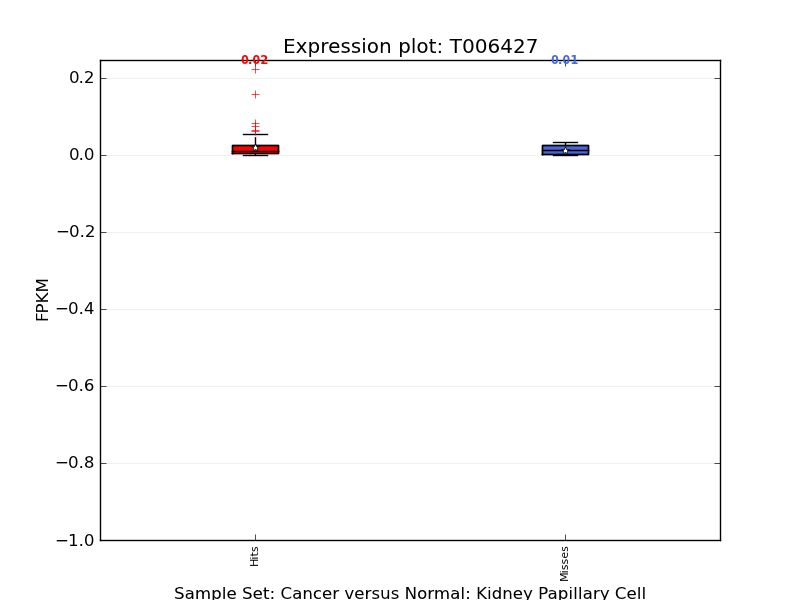 Expression plot: T006427
0.02
0.01
0.2
0.0
−0.2
−0.4
−0.6
−0.8
−1.0
FPKM
Hits
Misses
Sample Set: Cancer versus Normal: Kidney Papillary Cell